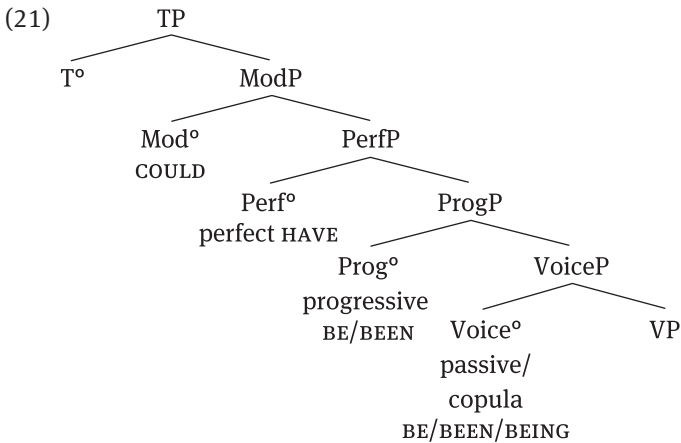 (21) TP
T° ModP
Mod° PerfP
COULD
Perf° ProgP
perfect HAVE
Prog° VoiceP
progressive
BE/BEEN Voice° VP
passive/
copula
BE/BEEN/BEING